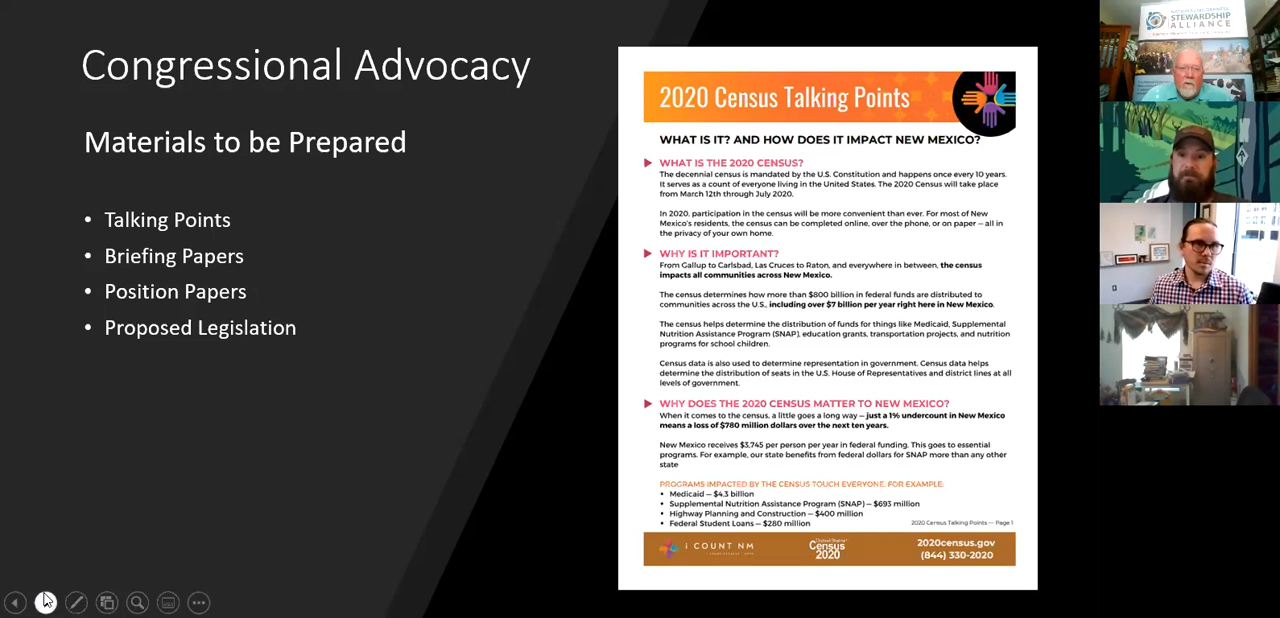 Congressional Advocacy
Materials to be Prepared
• Talking Points
• Briefing Papers
• Position Papers
• Proposed Legislation
2020 Census Talking Points
WHAT IS IT? AND HOW DOES IT IMPACT NEW MEXICO?
WHAT IS THE 2020 CENSUS?
The decennial census is mandated by the U.S. Constitution and happens once every 10 years.
It serves as a count of everyone living in the United States. The 2020 Census will take place
from March 12th through July 2020.
In 2020, participation in the census will be more convenient than ever. For most of New
Mexico's residents, the census can be completed online, over the phone, or on paper — all in
the privacy of your own home.
WHY IS IT IMPORTANT?
From Gallup to Carlsbad, Las Cruces to Raton, and everywhere in between, the census
impacts all communities across New Mexico.
The census determines how more than $800 billion in federal funds are distributed to
communities across the U.S., including over $7 billion per year right here in New Mexico.
The census helps determine the distribution of funds for things like Medicaid, Supplemental
Nutrition Assistance Program (SNAP), education grants, transportation projects, and nutrition
programs for school children.
Census data is also used to determine representation in government. Census data helps
determine the distribution of seats in the U.S. House of Representatives and district lines at all
levels of government.
WHY DOES THE 2020 CENSUS MATTER TO NEW MEXICO?
When it comes to the census, a little goes a long way — just a 1% undercount in New Mexico
means a loss of $780 million dollars over the next ten years.
New Mexico receives $3,745 per person per year in federal funding. This goes to essential
programs. For example, our state benefits from federal dollars for SNAP more than any other
state
PROGRAMS IMPACTED BY THE CENSUS TOUCH EVERYONE. FOR EXAMPLE:
• Medicaid — $4.3 billion
• Supplemental Nutrition Assistance Program (SNAP) — $693 million
• Highway Planning and Construction — $400 million
• Federal Student Loans — $280 million
2020 Census Talking Points — Page 1
i COUNT NM
Census
2020
2020census.gov
(844) 330-2020
STEWARDSHIP
ALLIANCE